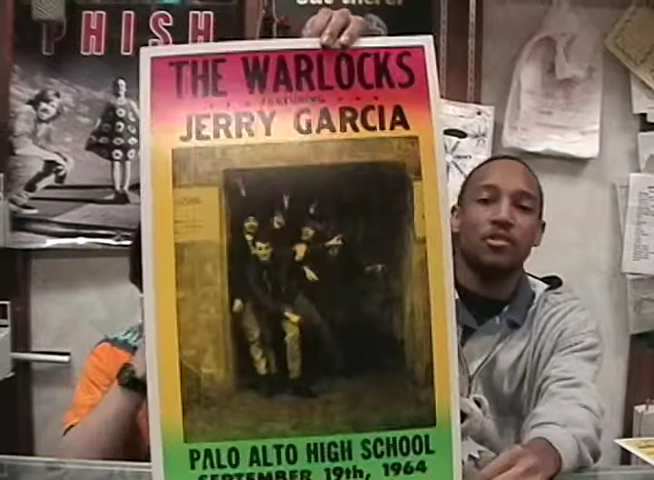 PHISH
THE WARLOCKS
FEATURING
JERRY GARCIA
PALO ALTO HIGH SCHOOL
SEPTEMBER 19th, 1964